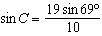 sin C = 19 sin 69° / 10